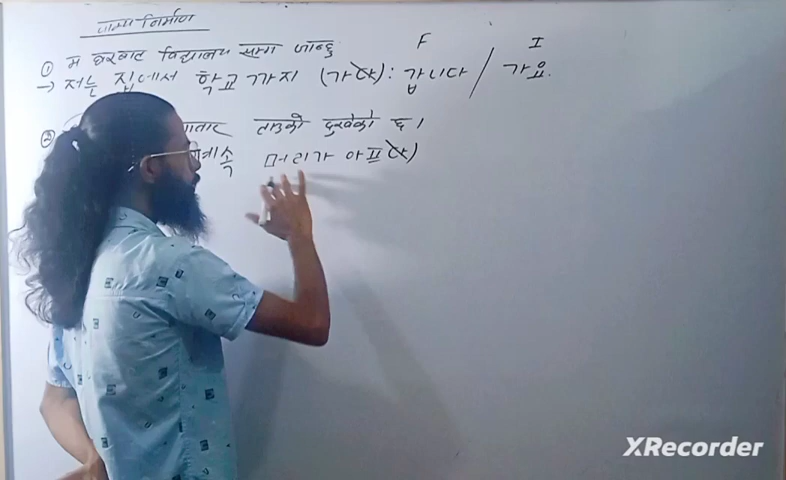 वाक्य निर्माण
① म घरबाट विद्यालय सम्म जान्छु
F I
→ 저는 집에서 학교까지 (가다): 갑니다 / 가요.
② टाउको दुखेको छ।
속 머리가 아프다)
XRecorder